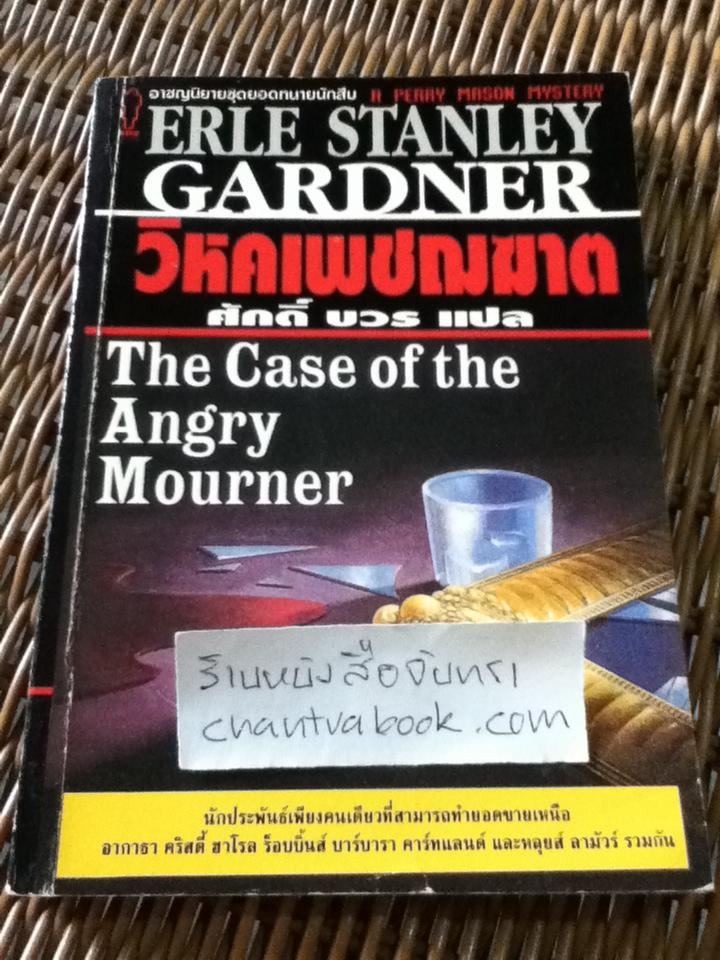 อาชญนิยายชุดยอดทนายนักสืบ A PERRY MASON MYSTERY
ERLE STANLEY
GARDNER
วิหคเพชฌฆาต
ศักดิ์ บวร แปล
The Case of the
Angry
Mourner
ร้านหนังสือจันทรา
chantrabook.com
นักประพันธ์เพียงคนเดียวที่สามารถทำยอดขายเหนือ
อากาธา คริสตี้ ฮาโรล ร็อบบิ้นส์ บาร์บารา คาร์ทแลนด์ และหลุยส์ ลามัวร์ รวมกัน